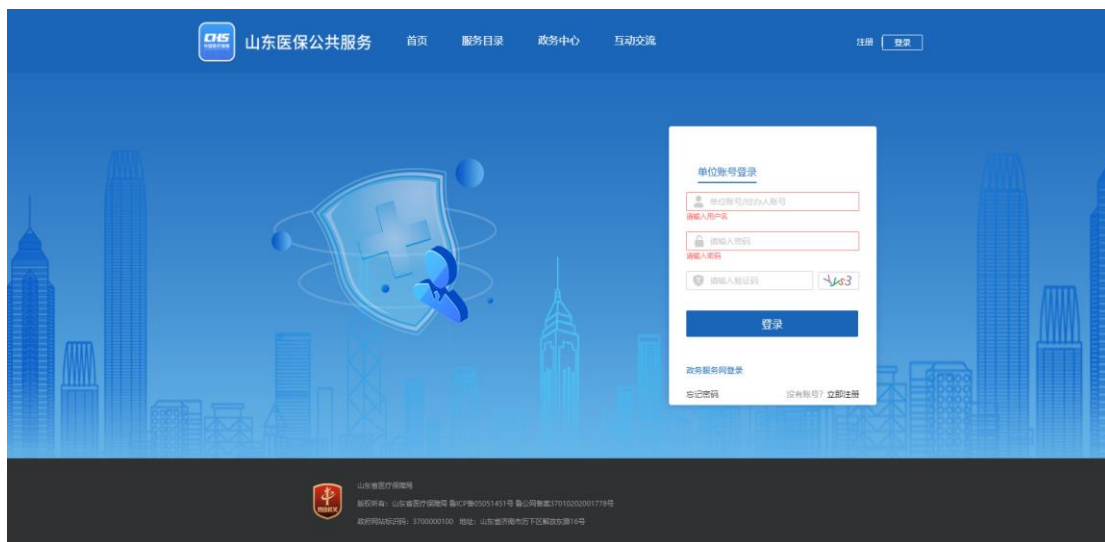 CHS
山东医保公共服务
首页
服务目录
政务中心
互动交流
注册
登录
单位账号登录
单位账号/经办人账号
请输入用户名
请输入密码
请输入密码
请输入验证码
登录
政务服务网登录
忘记密码
没有账号? 立即注册
山东省医疗保障局
版权所有: 山东省医疗保障局 鲁ICP备05051451号 鲁公网备案37010202001778号
政府网站标识码: 3700000100 地址: 山东省济南市历下区解放东路16号
党政机关